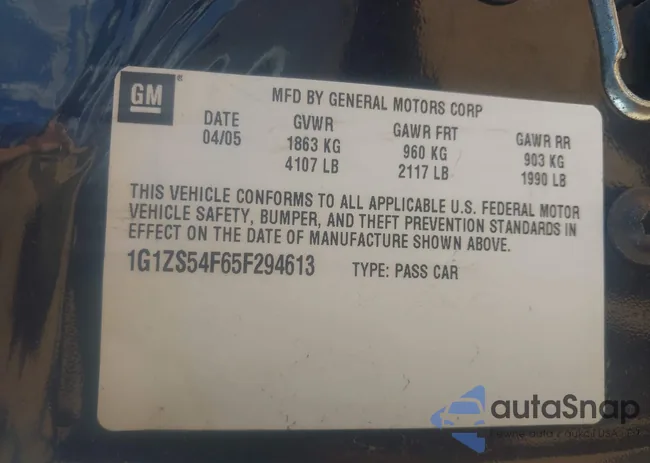 GM
MFD BY GENERAL MOTORS CORP
DATE GVWR GAWR FRT GAWR RR
04/05 1863 KG 960 KG 903 KG
4107 LB 2117 LB 1990 LB
THIS VEHICLE CONFORMS TO ALL APPLICABLE U.S. FEDERAL MOTOR
VEHICLE SAFETY, BUMPER, AND THEFT PREVENTION STANDARDS IN
EFFECT ON THE DATE OF MANUFACTURE SHOWN ABOVE.
1G1ZS54F65F294613 TYPE: PASS CAR
autaSnap